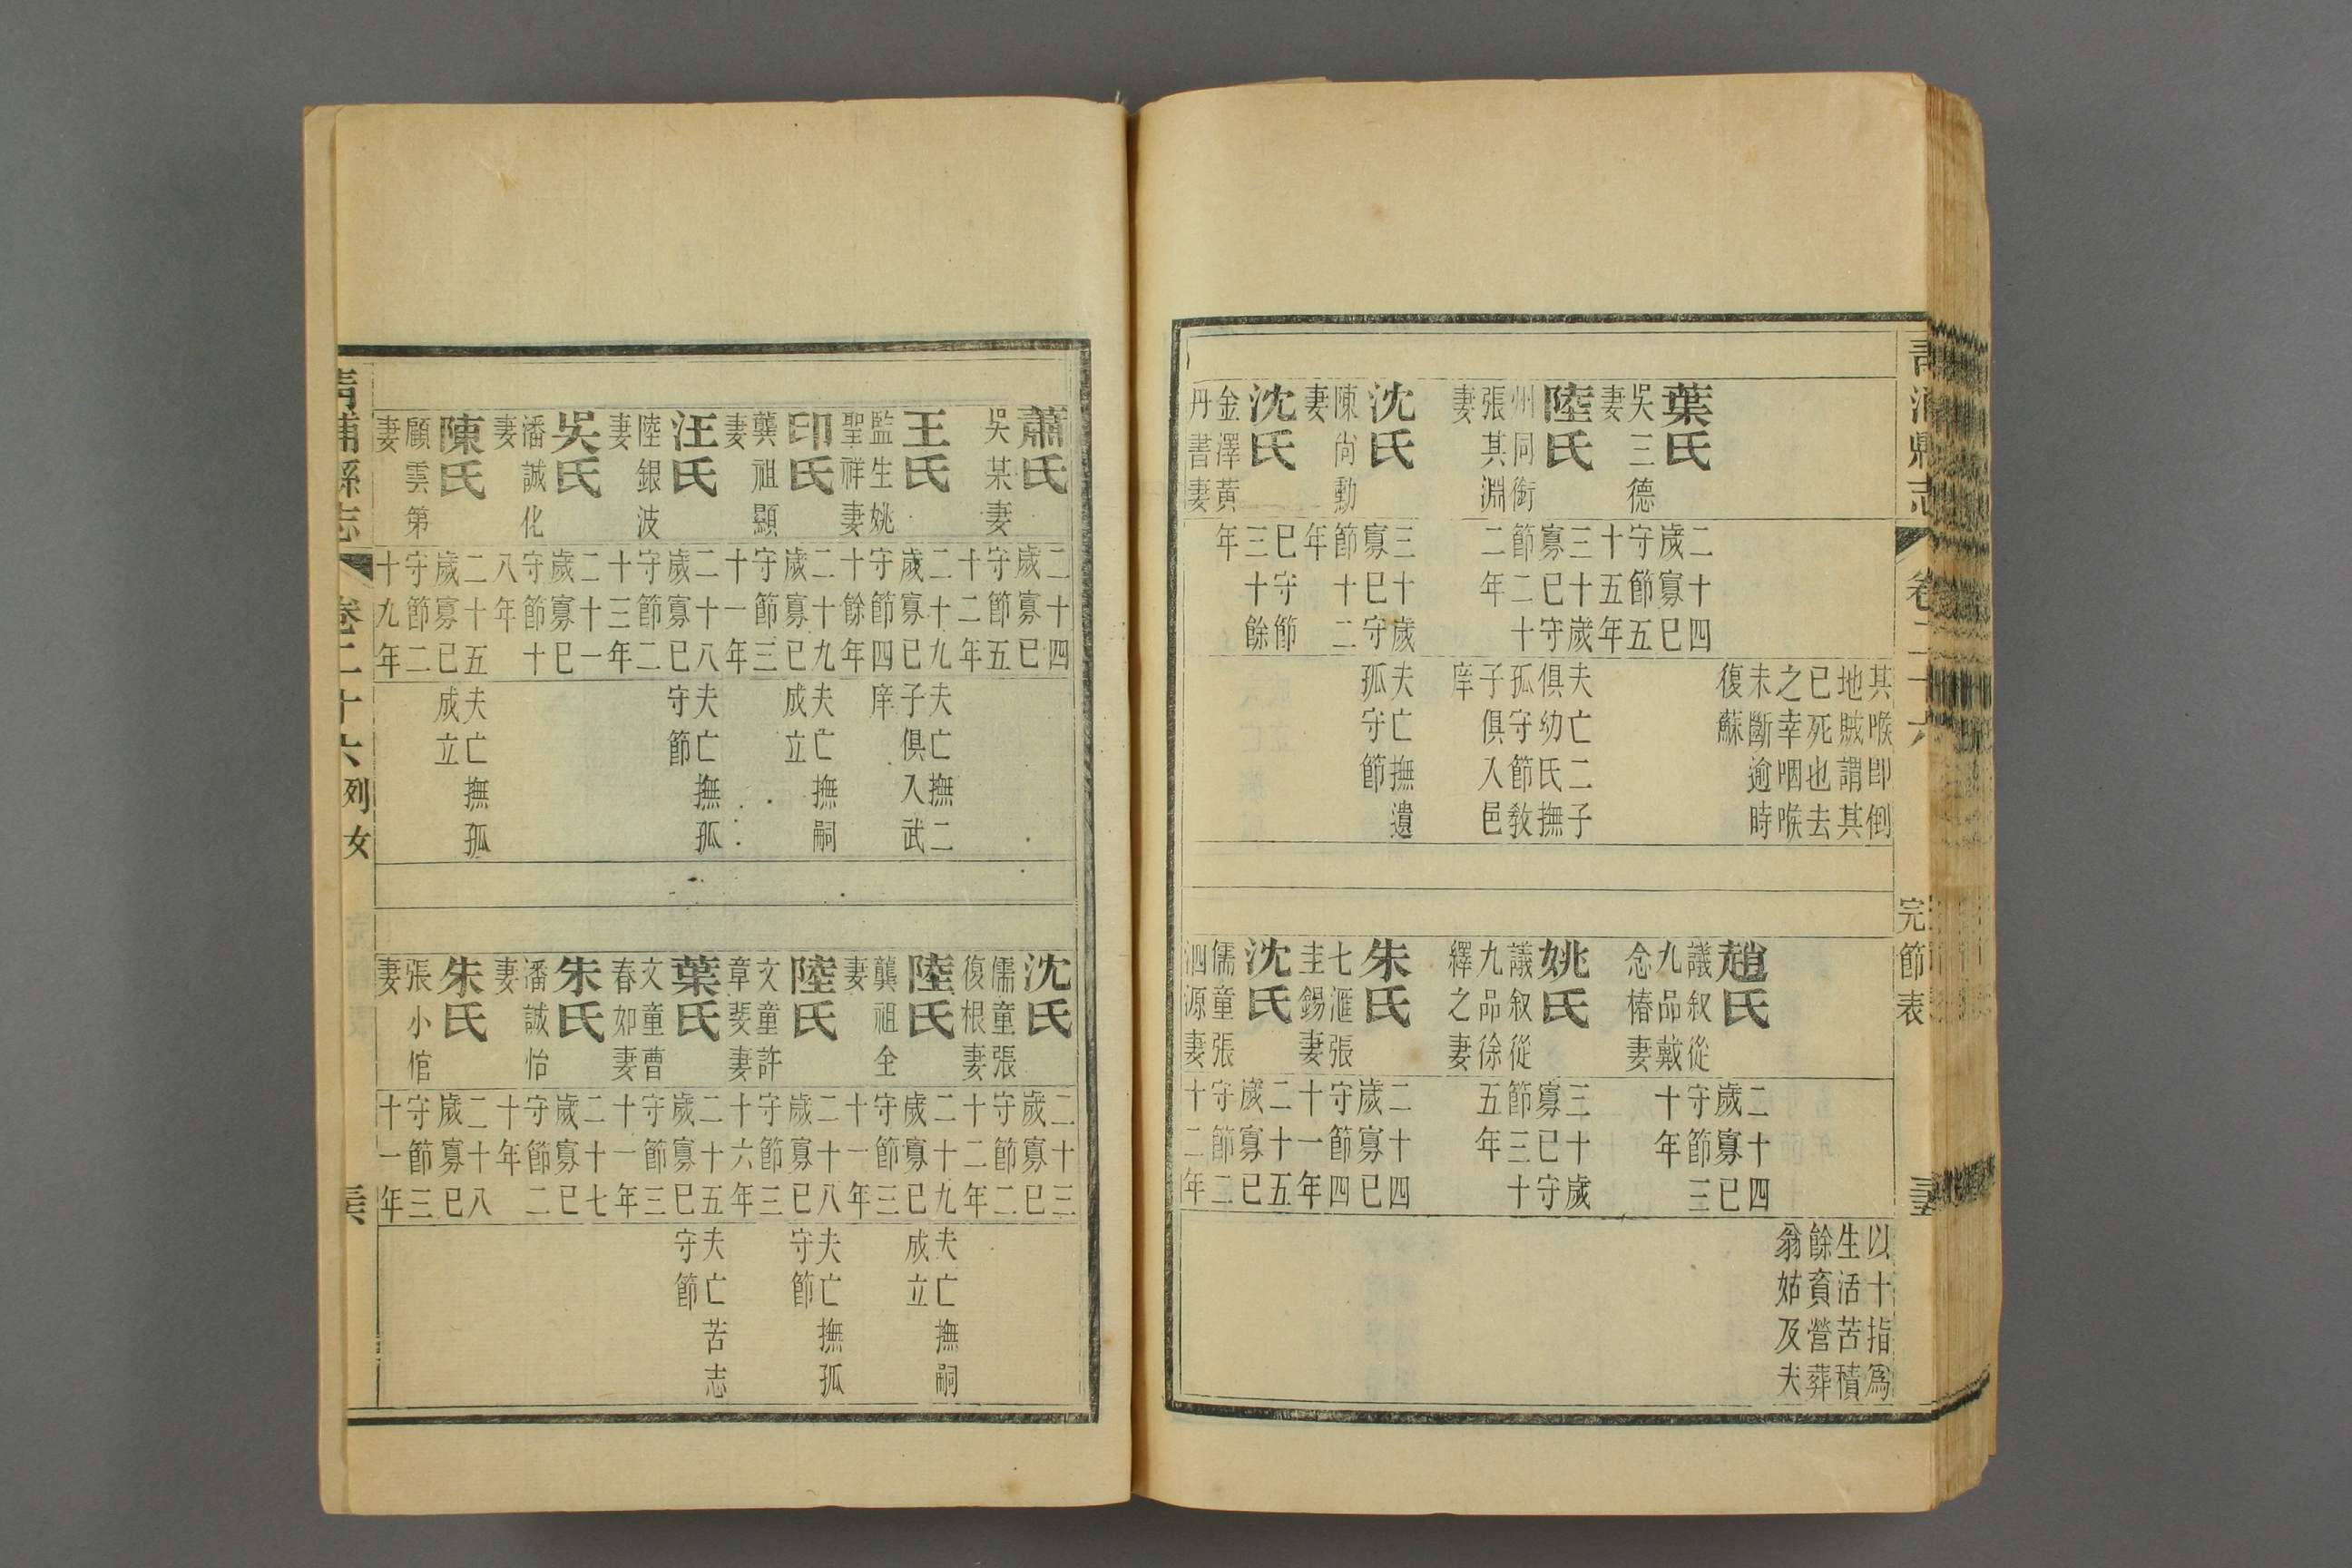 青浦縣志
卷二十六
完節表
其喉卽倒
地賊謂其
已死也去
之幸咽喉
未斷逾時
復蘇
葉氏
吳三德
妻
二十四
歲寡已
守節五
十五年
陸氏
州同銜
張其淵
妻
三十歲
寡已守
節二十
二年
夫亡二子
俱幼氏撫
孤守節敎
子俱入邑
庠
沈氏
陳尚勳
妻
三十歲
寡已守
節十二
年
夫亡撫遺
孤守節
沈氏
金澤黃
丹書妻
已守節
三十餘
年
以十指爲
生活苦積
餘資營葬
翁姑及夫
趙氏
議叙從
九品戴
念椿妻
二十四
歲寡已
守節三
十年
姚氏
議叙從
九品徐
繹之妻
三十歲
寡已守
節三十
五年
朱氏
七滙張
圭錫妻
二十四
歲寡已
守節四
十一年
沈氏
儒童張
泗源妻
二十五
歲寡已
守節二
十二年
蕭氏
吳某妻
二十四
歲寡已
守節五
十二年
王氏
監生姚
聖祥妻
二十九
歲寡已
守節四
十餘年
夫亡撫二
子俱入武
庠
印氏
龔祖顯
妻
二十九
歲寡已
守節三
十一年
夫亡撫嗣
成立
汪氏
陸銀波
妻
二十八
歲寡已
守節二
十三年
夫亡撫孤
守節
吳氏
潘誠化
妻
二十一
歲寡已
守節十
八年
陳氏
顧雲第
妻
二十五
歲寡已
守節二
十九年
夫亡撫孤
成立
沈氏
儒童張
復根妻
二十三
歲寡已
守節二
十二年
陸氏
龔祖全
妻
二十九
歲寡已
守節三
十一年
夫亡撫嗣
成立
陸氏
文童許
章斐妻
二十八
歲寡已
守節三
十六年
夫亡撫孤
守節
葉氏
文童曹
春如妻
二十五
歲寡已
守節三
十一年
夫亡苦志
守節
朱氏
潘誠怡
妻
二十七
歲寡已
守節二
十年
朱氏
張小倌
妻
二十八
歲寡已
守節三
十一年
青浦縣志
卷二十六列女